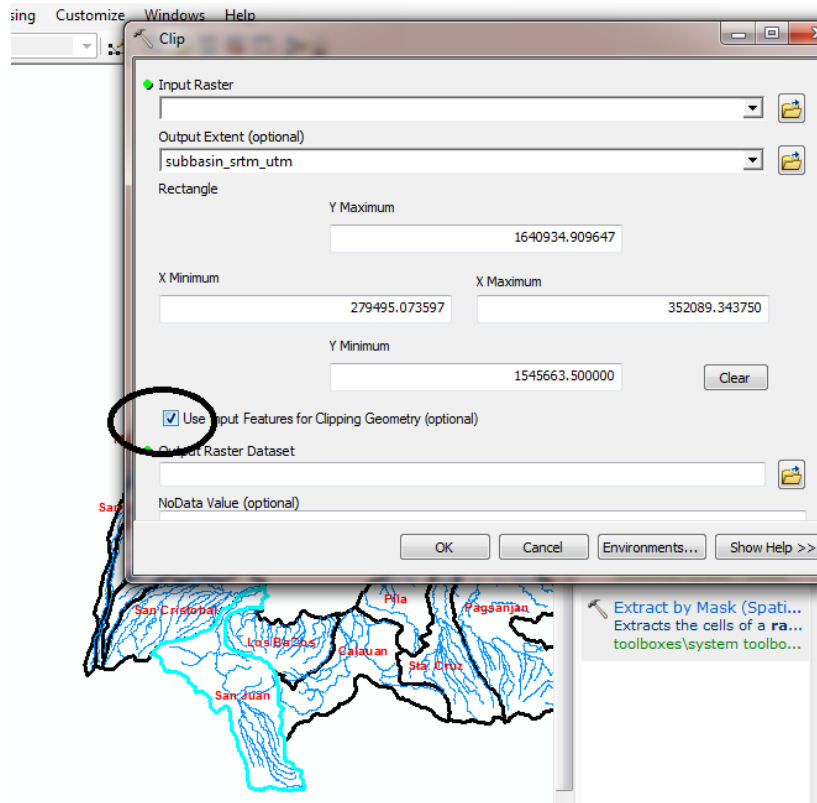 sing Customize Windows Help
Clip
Input Raster
Output Extent (optional)
subbasin_srtm_utm
Rectangle
Y Maximum
1640934.909647
X Minimum
X Maximum
279495.073597
352089.343750
Y Minimum
1545663.500000
Clear
Use Input Features for Clipping Geometry (optional)
Output Raster Dataset
NoData Value (optional)
OK Cancel Environments... Show Help >>
San
San Cristobal
Pila
Pagsanjan
Los Ba?os
Calauan
Sta. Cruz
San Juan
Extract by Mask (Spati...
Extracts the cells of a ra...
toolboxes\system toolbo...